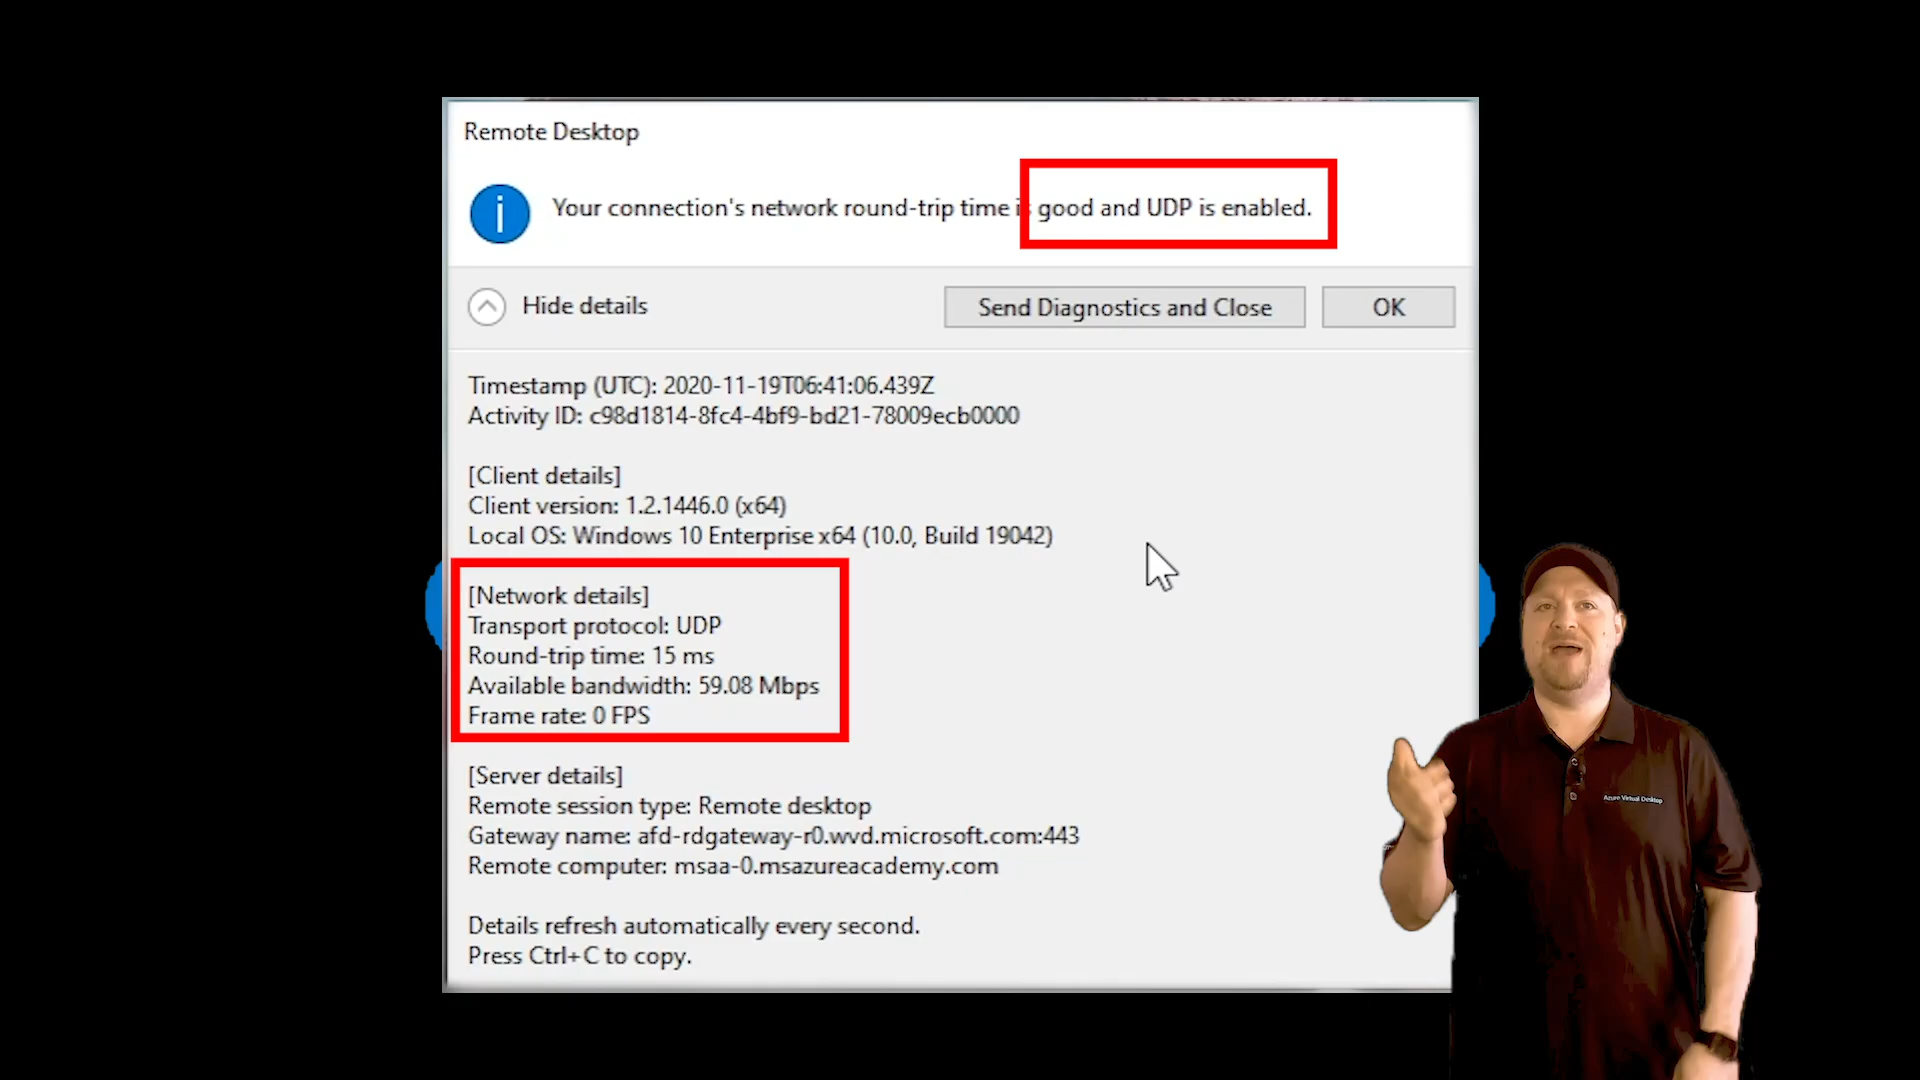 Remote Desktop
Your connection's network round-trip time is good and UDP is enabled.
Hide details
Send Diagnostics and Close
OK
Timestamp (UTC): 2020-11-19T06:41:06.439Z
Activity ID: c98d1814-8fc4-4bf9-bd21-78009ecb0000
[Client details]
Client version: 1.2.1446.0 (x64)
Local OS: Windows 10 Enterprise x64 (10.0, Build 19042)
[Network details]
Transport protocol: UDP
Round-trip time: 15 ms
Available bandwidth: 59.08 Mbps
Frame rate: 0 FPS
[Server details]
Remote session type: Remote desktop
Gateway name: afd-rdgateway-r0.wvd.microsoft.com:443
Remote computer: msaa-0.msazureacademy.com
Details refresh automatically every second.
Press Ctrl+C to copy.
Azure Virtual Desktop